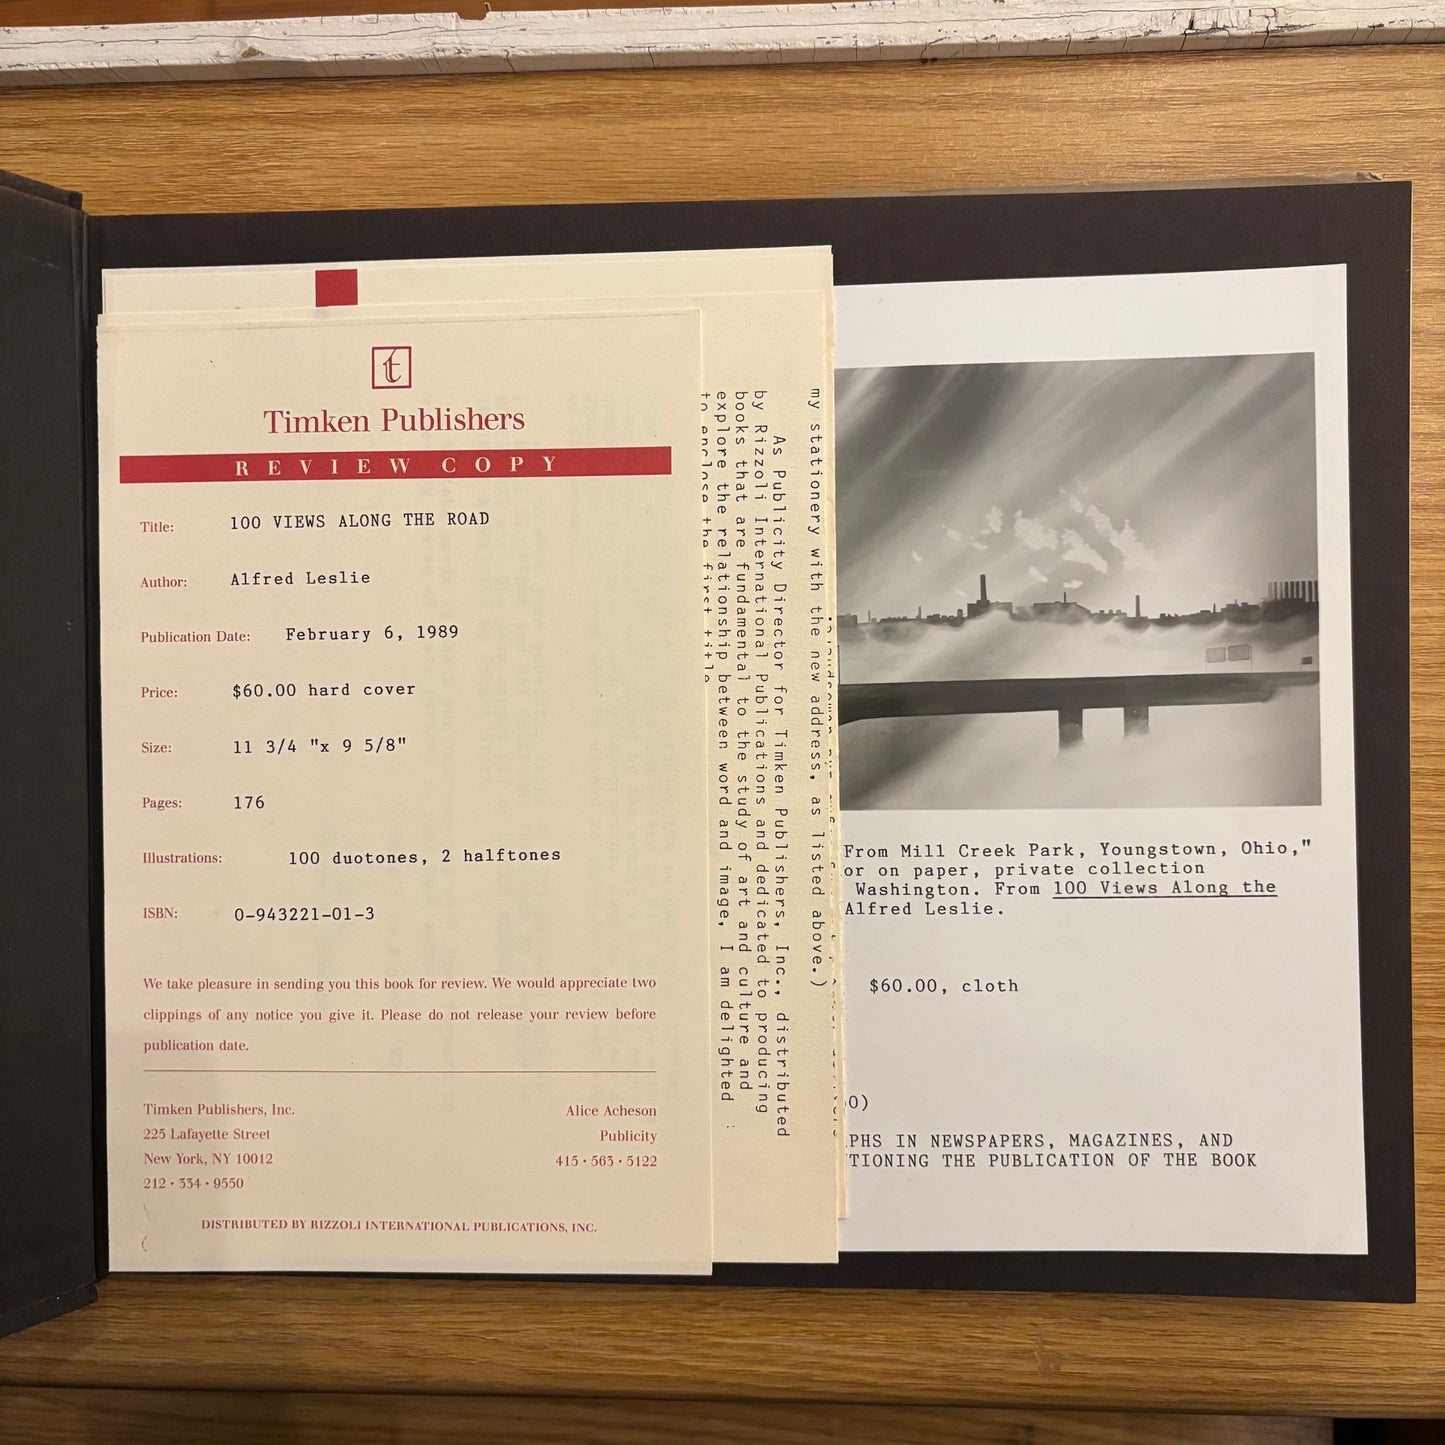 t
Timken Publishers
REVIEW COPY
Title: 100 VIEWS ALONG THE ROAD
Author: Alfred Leslie
Publication Date: February 6, 1989
Price: $60.00 hard cover
Size: 11 3/4 "x 9 5/8"
Pages: 176
Illustrations: 100 duotones, 2 halftones
ISBN: 0-943221-01-3
We take pleasure in sending you this book for review. We would appreciate two
clippings of any notice you give it. Please do not release your review before
publication date.
Timken Publishers, Inc.
225 Lafayette Street
New York, NY 10012
212 · 334 · 9550
Alice Acheson
Publicity
415 · 563 · 5122
DISTRIBUTED BY RIZZOLI INTERNATIONAL PUBLICATIONS, INC.
my stationery with the new address, as listed above.)
As Publicity Director for Timken Publishers, Inc., distributed
by Rizzoli International Publications and dedicated to producing
books that are fundamental to the study of art and culture and
explore the relationship between word and image, I am delighted
to enclose the first title
From Mill Creek Park, Youngstown, Ohio,"
or on paper, private collection
Washington. From 100 Views Along the
Alfred Leslie.
$60.00, cloth
0)
PHS IN NEWSPAPERS, MAGAZINES, AND
TIONING THE PUBLICATION OF THE BOOK